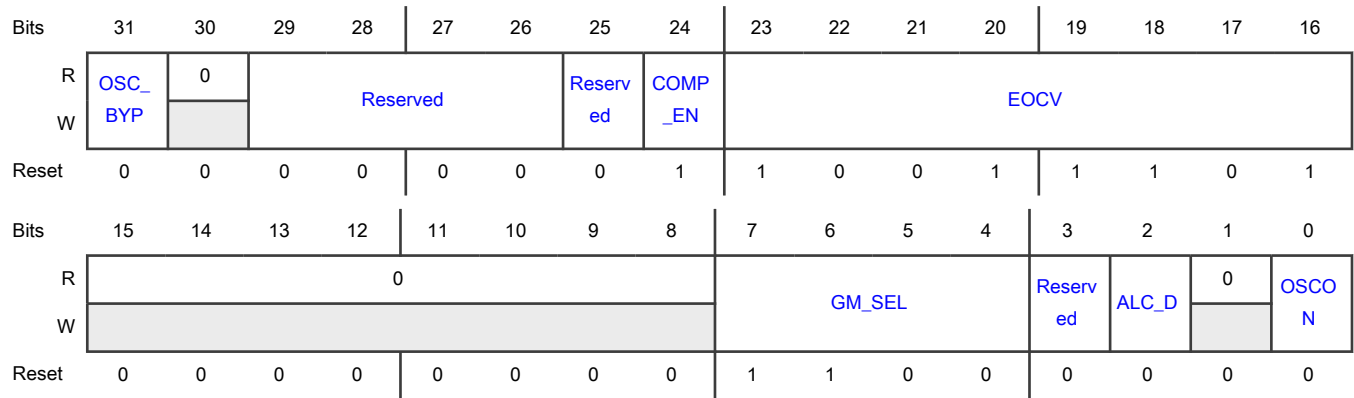 Bits 31 30 29 28 27 26 25 24 23 22 21 20 19 18 17 16
R OSC_ 0 Reserved Reserv COMP EOCV
W BYP ed _EN
Reset 0 0 0 0 0 0 0 1 1 0 0 1 1 1 0 1
Bits 15 14 13 12 11 10 9 8 7 6 5 4 3 2 1 0
R 0 GM_SEL Reserv ALC_D 0 OSCO
W ed N
Reset 0 0 0 0 0 0 0 0 1 1 0 0 0 0 0 0